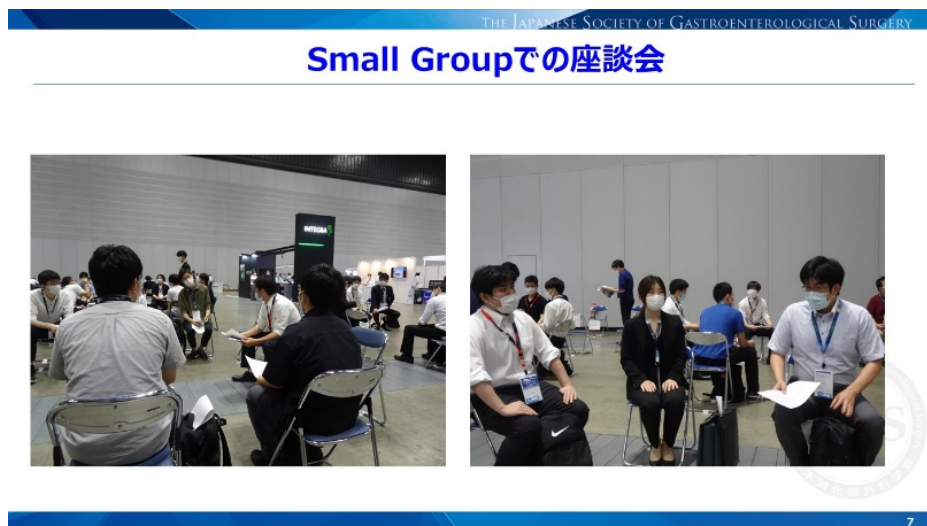 THE JAPANESE SOCIETY OF GASTROENTEROLOGICAL SURGERY
Small Groupでの座談会
INTEGRA
7